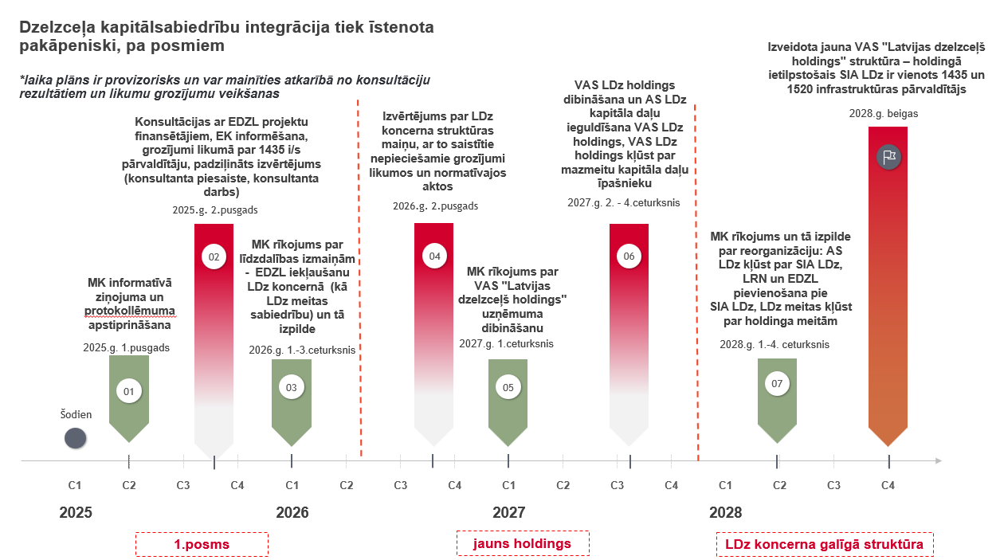 Dzelzceļa kapitālsabiedrību integrācija tiek īstenota
pakāpeniski, pa posmiem
*laika plāns ir provizorisks un var mainīties atkarībā no konsultāciju
rezultātiem un likumu grozījumu veikšanas
Šodien
MK informatīvā
ziņojuma un
protokollēmuma
apstiprināšana
2025.g. 1.pusgads
01
Konsultācijas ar EDZL projektu
finansētājiem, EK informēšana,
grozījumi likumā par 1435 i/s
pārvaldītāju, padziļināts izvērtējums
(konsultanta piesaiste, konsultanta
darbs)
2025.g. 2.pusgads
02
MK rīkojums par
līdzdalības izmaiņām
- EDZL iekļaušanu
LDz koncernā (kā
LDz meitas
sabiedrību) un tā
izpilde
2026.g. 1.-3.ceturksnis
03
Izvērtējums par LDz
koncerna struktūras
maiņu, ar to saistītie
nepieciešamie grozījumi
likumos un normatīvajos
aktos
2026.g. 2.pusgads
04
MK rīkojums par
VAS "Latvijas
dzelzceļš holdings"
uzņēmuma
dibināšanu
2027.g. 1.ceturksnis
05
VAS LDz holdings
dibināšana un AS LDz
kapitāla daļu
ieguldīšana VAS LDz
holdings, VAS LDz
holdings kļūst par
mazmeitu kapitāla daļu
īpašnieku
2027.g. 2. - 4.ceturksnis
06
MK rīkojums un tā izpilde
par reorganizāciju: AS
LDz kļūst par SIA LDz,
LRN un EDZL
pievienošana pie
SIA LDz, LDz meitas kļūst
par holdinga meitām
2028.g. 1.-4. ceturksnis
07
Izveidota jauna VAS "Latvijas dzelzceļš
holdings" struktūra – holdingā
ietilpstošais SIA LDz ir vienots 1435 un
1520 infrastruktūras pārvaldītājs
2028.g. beigas
C1 C2 C3 C4 C1 C2 C3 C4 C1 C2 C3 C4 C1 C2 C3 C4
2025 2026 2027 2028
1.posms
jauns holdings
LDz koncerna galīgā struktūra